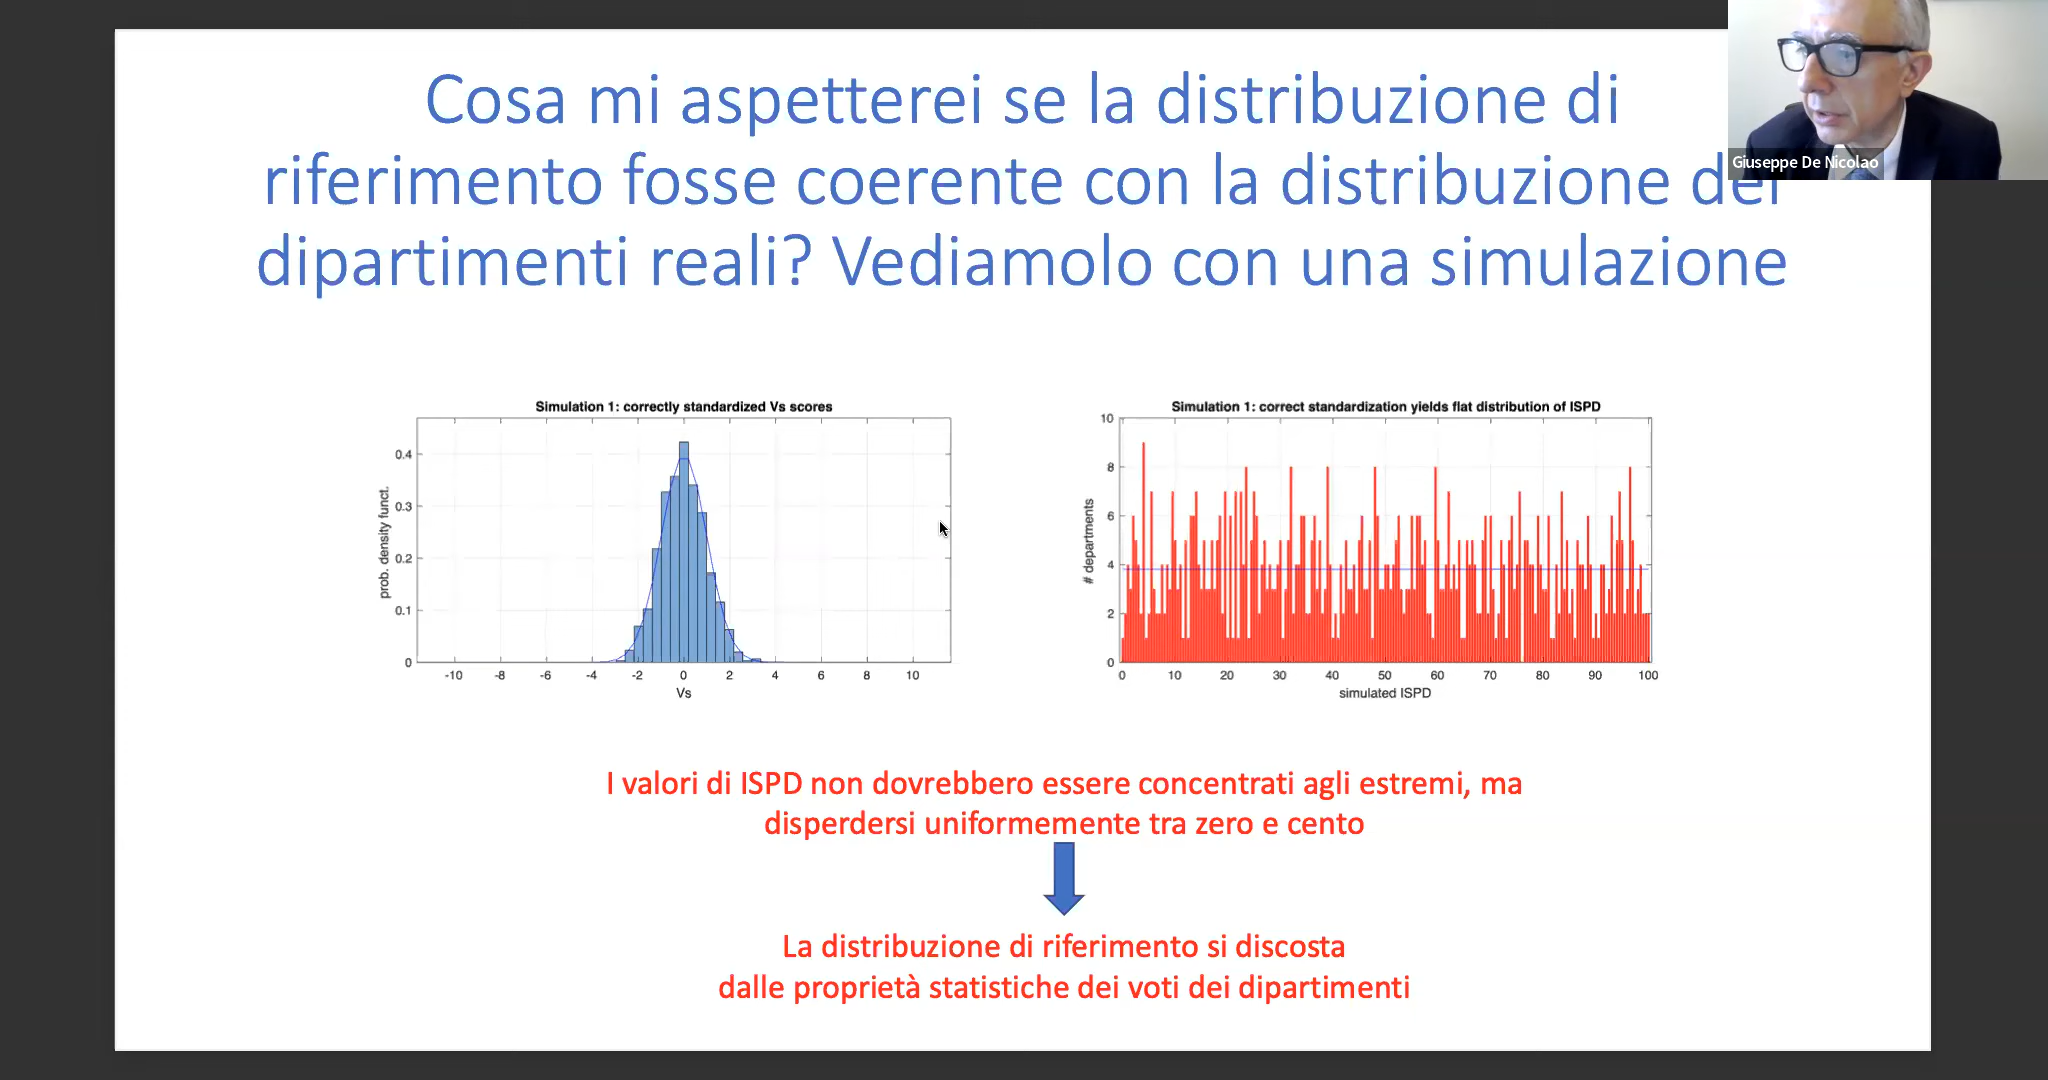 Cosa mi aspetterei se la distribuzione di
riferimento fosse coerente con la distribuzione dei
dipartimenti reali? Vediamolo con una simulazione
Giuseppe De Nicolao
Simulation 1: correctly standardized Vs scores
prob. density funct.
0.4
0.3
0.2
0.1
0
-10 -8 -6 -4 -2 0 2 4 6 8 10
Vs
Simulation 1: correct standardization yields flat distribution of ISPD
# departments
10
8
6
4
2
0
0 10 20 30 40 50 60 70 80 90 100
simulated ISPD
I valori di ISPD non dovrebbero essere concentrati agli estremi, ma
disperdersi uniformemente tra zero e cento
La distribuzione di riferimento si discosta
dalle proprietà statistiche dei voti dei dipartimenti